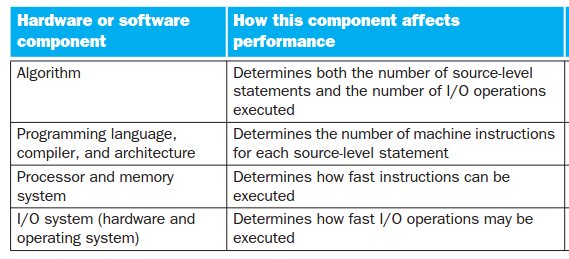 Hardware or software
component
How this component affects
performance
Algorithm
Determines both the number of source-level
statements and the number of I/O operations
executed
Programming language,
compiler, and architecture
Determines the number of machine instructions
for each source-level statement
Processor and memory
system
Determines how fast instructions can be
executed
I/O system (hardware and
operating system)
Determines how fast I/O operations may be
executed